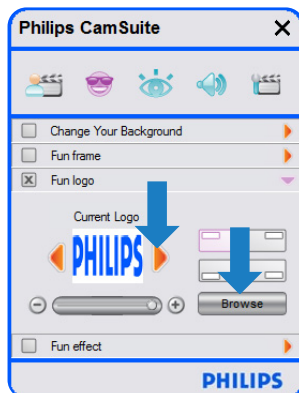 Philips CamSuite
Change Your Background
Fun frame
Fun logo
Current Logo
PHILIPS
Browse
Fun effect
PHILIPS